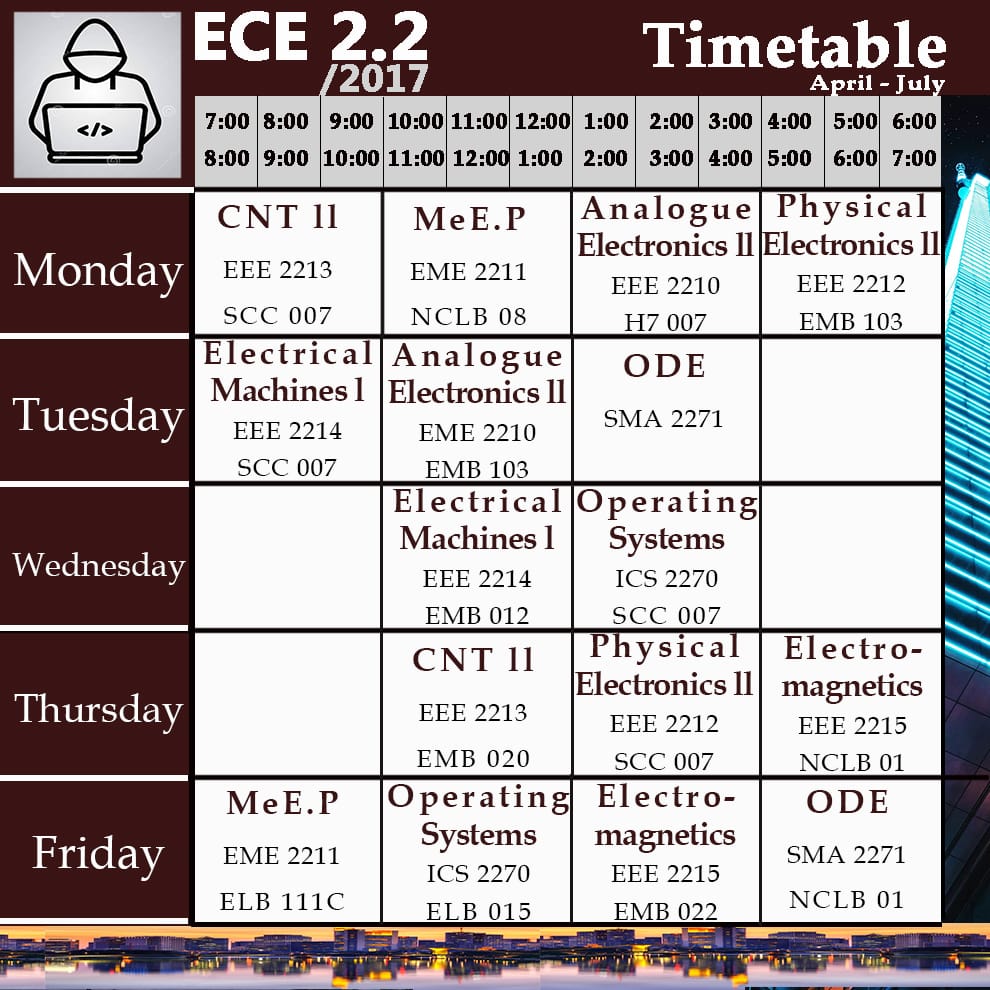 ECE 2.2
/2017
Timetable
April - July
</>
7:00 8:00 9:00 10:00 11:00 12:00 1:00 2:00 3:00 4:00 5:00 6:00
8:00 9:00 10:00 11:00 12:00 1:00 2:00 3:00 4:00 5:00 6:00 7:00
Monday
CNT ll
EEE 2213
SCC 007
MeE.P
EME 2211
NCLB 08
Analogue
Electronics ll
EEE 2210
H7 007
Physical
Electronics ll
EEE 2212
EMB 103
Tuesday
Electrical
Machines l
EEE 2214
SCC 007
Analogue
Electronics ll
EME 2210
EMB 103
ODE
SMA 2271
Wednesday
Electrical
Machines l
EEE 2214
EMB 012
Operating
Systems
ICS 2270
SCC 007
Thursday
CNT ll
EEE 2213
EMB 020
Physical
Electronics ll
EEE 2212
SCC 007
Electro-
magnetics
EEE 2215
NCLB 01
Friday
MeE.P
EME 2211
ELB 111C
Operating
Systems
ICS 2270
ELB 015
Electro-
magnetics
EEE 2215
EMB 022
ODE
SMA 2271
NCLB 01